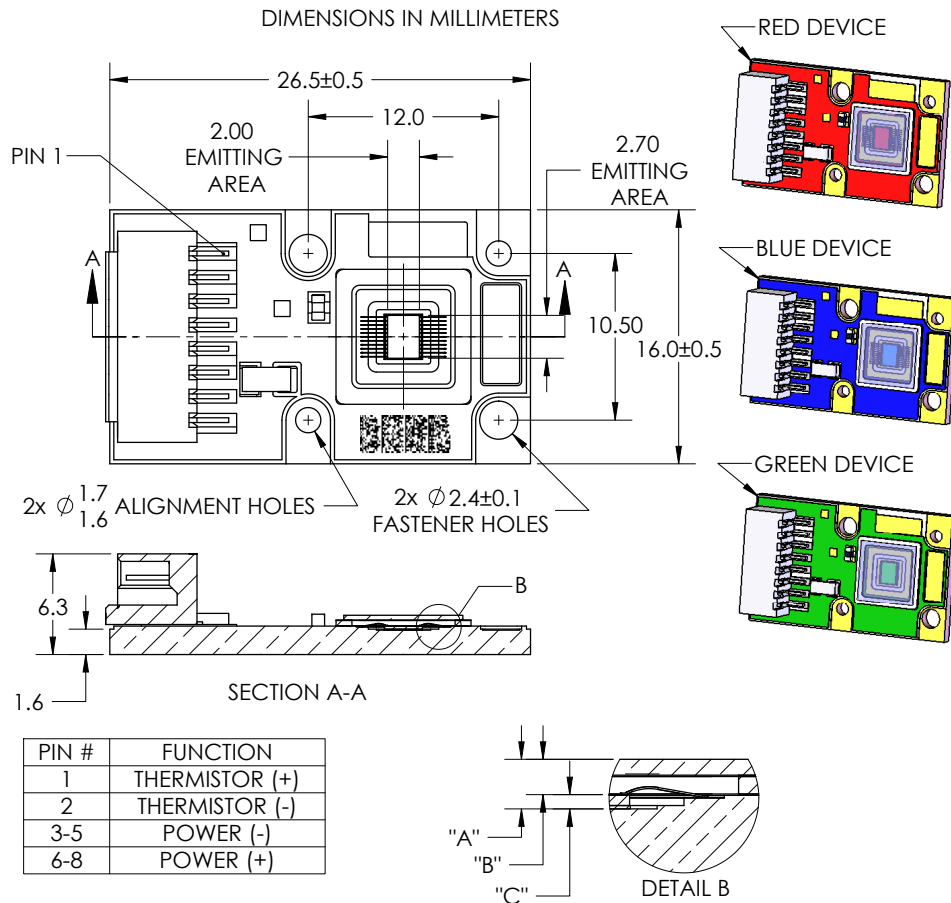 DIMENSIONS IN MILLIMETERS
RED DEVICE
26.5±0.5
12.0
2.00
EMITTING
AREA
PIN 1
2.70
EMITTING
AREA
BLUE DEVICE
A
A
10.50
16.0±0.5
GREEN DEVICE
2x ∅ 1.7
1.6 ALIGNMENT HOLES
2x ∅ 2.4±0.1
FASTENER HOLES
B
6.3
1.6
SECTION A-A
PIN # FUNCTION
1 THERMISTOR (+)
2 THERMISTOR (-)
3-5 POWER (-)
6-8 POWER (+)
"A"
"B"
"C"
DETAIL B